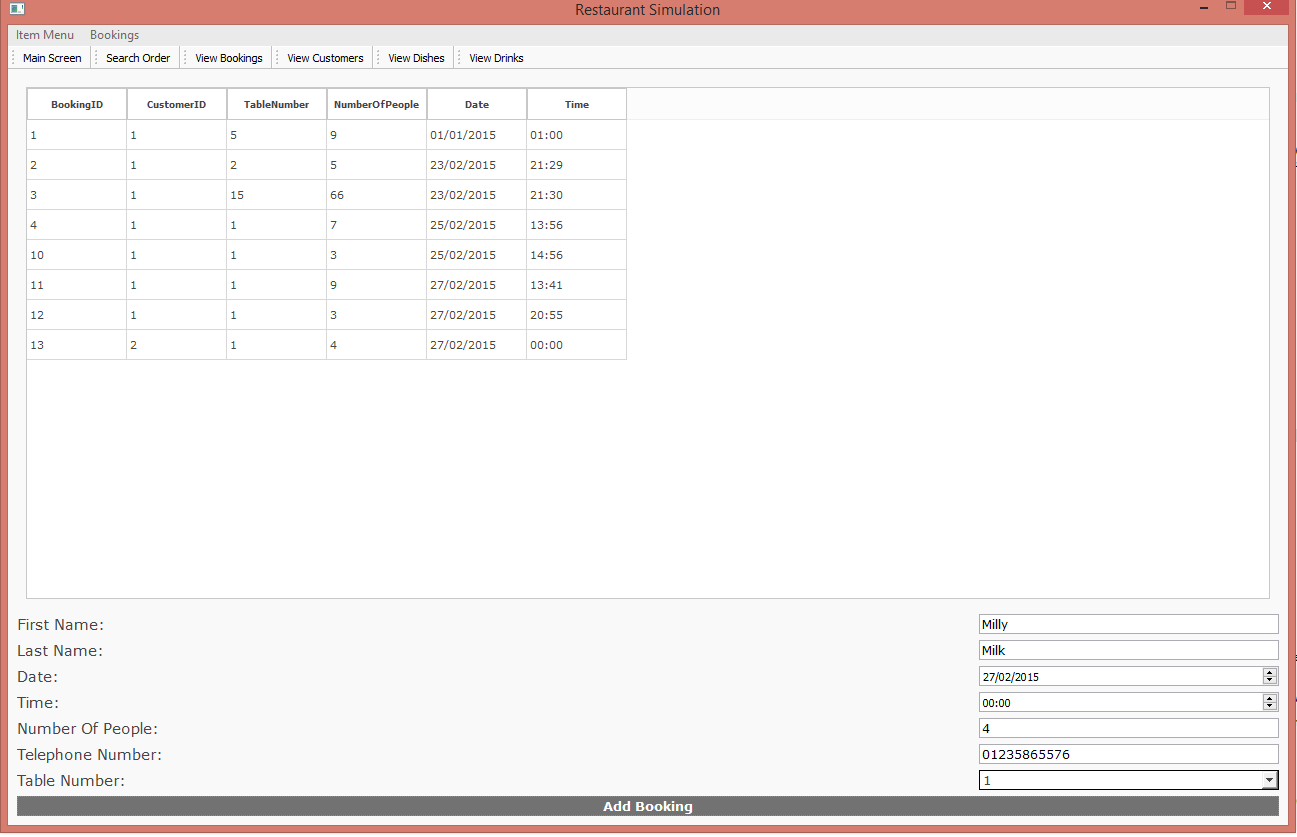 Restaurant Simulation
Item Menu Bookings
Main Screen Search Order View Bookings View Customers View Dishes View Drinks
BookingID CustomerID TableNumber NumberOfPeople Date Time
1 1 5 9 01/01/2015 01:00
2 1 2 5 23/02/2015 21:29
3 1 15 66 23/02/2015 21:30
4 1 1 7 25/02/2015 13:56
10 1 1 3 25/02/2015 14:56
11 1 1 9 27/02/2015 13:41
12 1 1 3 27/02/2015 20:55
13 2 1 4 27/02/2015 00:00
First Name: Milly
Last Name: Milk
Date: 27/02/2015
Time: 00:00
Number Of People: 4
Telephone Number: 01235865576
Table Number: 1
Add Booking